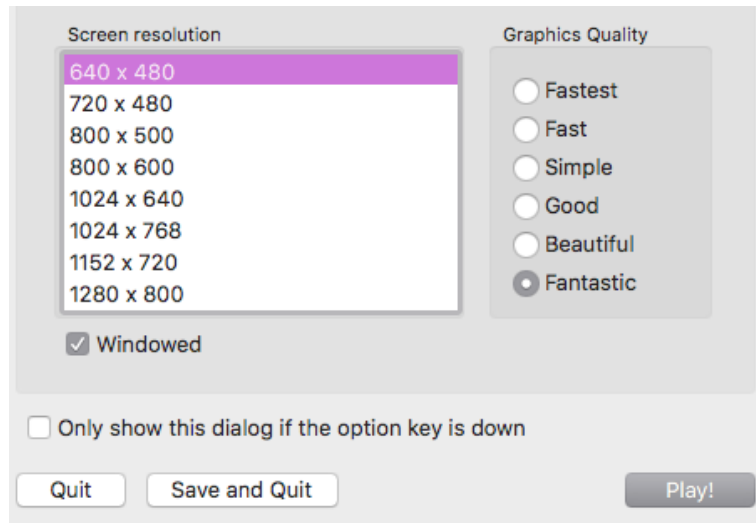 Screen resolution
640 x 480
720 x 480
800 x 500
800 x 600
1024 x 640
1024 x 768
1152 x 720
1280 x 800
Windowed
Graphics Quality
Fastest
Fast
Simple
Good
Beautiful
Fantastic
Only show this dialog if the option key is down
Quit
Save and Quit
Play!